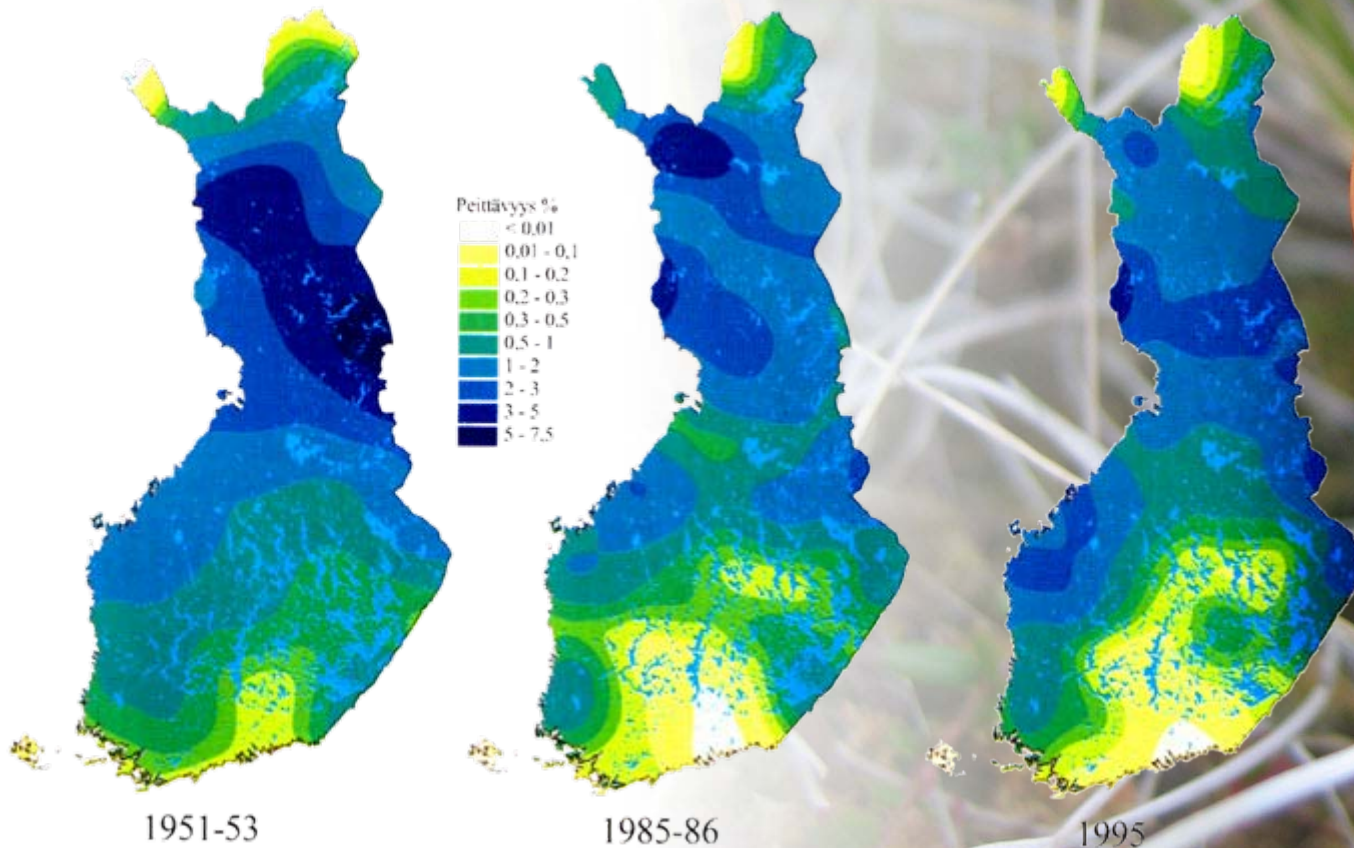 Peittävyys %
< 0,01
0,01 - 0,1
0,1 - 0,2
0,2 - 0,3
0,3 - 0,5
0,5 - 1
1 - 2
2 - 3
3 - 5
5 - 7,5
1951-53
1985-86
1995